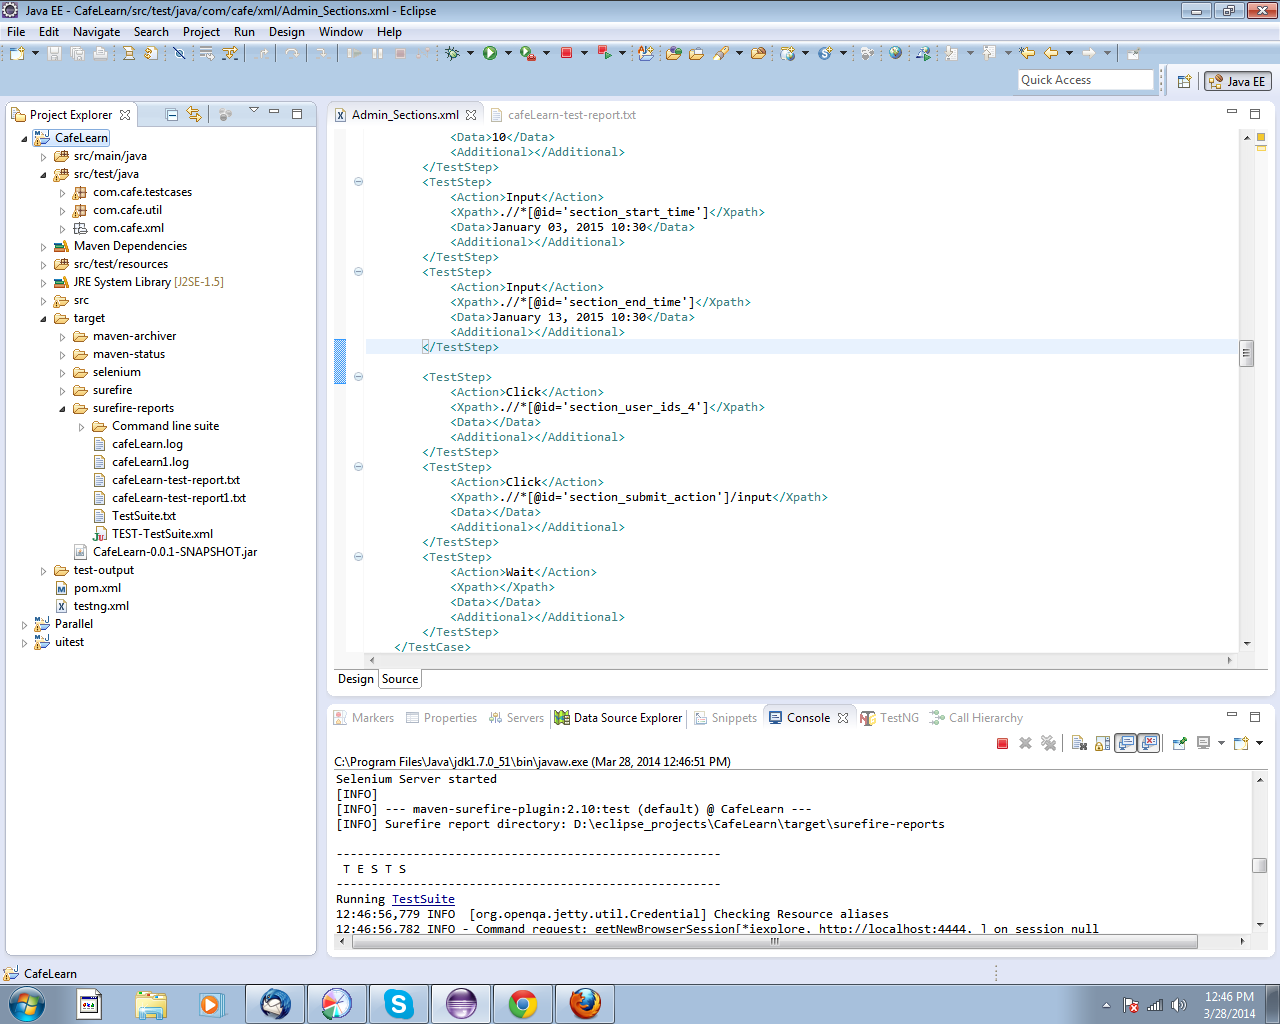 Java EE - CafeLearn/src/test/java/com/cafe/xml/Admin_Sections.xml - Eclipse
File Edit Navigate Search Project Run Design Window Help
Quick Access
Java EE
Project Explorer
CafeLearn
src/main/java
src/test/java
com.cafe.testcases
com.cafe.util
com.cafe.xml
Maven Dependencies
src/test/resources
JRE System Library [J2SE-1.5]
src
target
maven-archiver
maven-status
selenium
surefire
surefire-reports
Command line suite
cafeLearn.log
cafeLearn1.log
cafeLearn-test-report.txt
cafeLearn-test-report1.txt
TestSuite.txt
TEST-TestSuite.xml
CafeLearn-0.0.1-SNAPSHOT.jar
test-output
pom.xml
testng.xml
Parallel
uitest
Admin_Sections.xml cafeLearn-test-report.txt
<Data>10</Data>
<Additional></Additional>
</TestStep>
<TestStep>
<Action>Input</Action>
<Xpath>.//*[@id='section_start_time']</Xpath>
<Data>January 03, 2015 10:30</Data>
<Additional></Additional>
</TestStep>
<TestStep>
<Action>Input</Action>
<Xpath>.//*[@id='section_end_time']</Xpath>
<Data>January 13, 2015 10:30</Data>
<Additional></Additional>
</TestStep>
<TestStep>
<Action>Click</Action>
<Xpath>.//*[@id='section_user_ids_4']</Xpath>
<Data></Data>
<Additional></Additional>
</TestStep>
<TestStep>
<Action>Click</Action>
<Xpath>.//*[@id='section_submit_action']/input</Xpath>
<Data></Data>
<Additional></Additional>
</TestStep>
<TestStep>
<Action>Wait</Action>
<Xpath></Xpath>
<Data></Data>
<Additional></Additional>
</TestStep>
</TestCase>
Design Source
Markers Properties Servers Data Source Explorer Snippets Console TestNG Call Hierarchy
C:\Program Files\Java\jdk1.7.0_51\bin\javaw.exe (Mar 28, 2014 12:46:51 PM)
Selenium Server started
[INFO]
[INFO] --- maven-surefire-plugin:2.10:test (default) @ CafeLearn ---
[INFO] Surefire report directory: D:\eclipse_projects\CafeLearn\target\surefire-reports
-------------------------------------------------------
T E S T S
-------------------------------------------------------
Running TestSuite
12:46:56,779 INFO [org.openqa.jetty.util.Credential] Checking Resource aliases
12:46:56,782 INFO - Command request: getNewBrowserSession[*iexplore, http://localhost:4444, ] on session null
CafeLearn
12:46 PM
3/28/2014